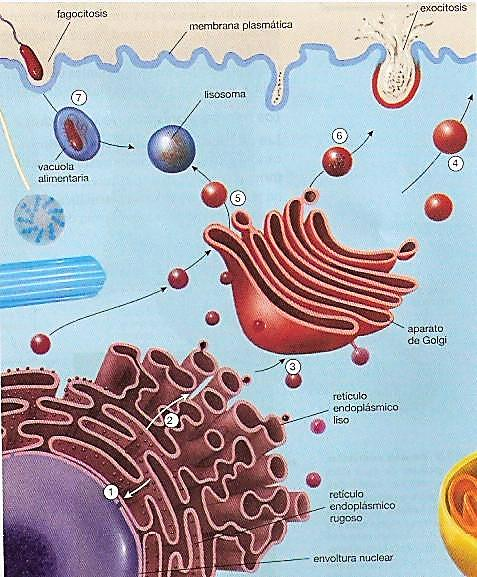 fagocitosis
exocitosis
membrana plasmática
7
lisosoma
6
4
vacuola
alimentaria
5
aparato
de Golgi
3
retículo
endoplásmico
liso
2
1
retículo
endoplásmico
rugoso
envoltura nuclear